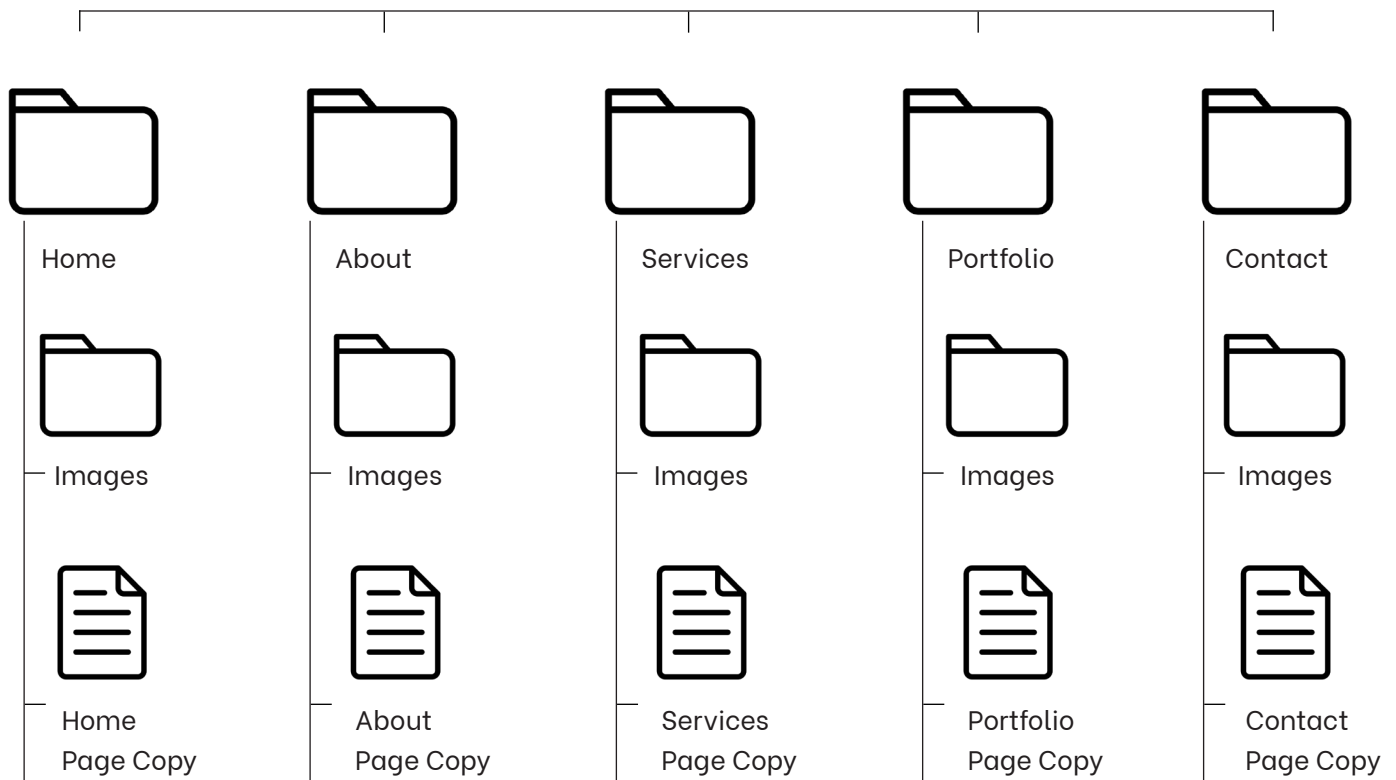 Home
About
Services
Portfolio
Contact
Images
Images
Images
Images
Images
Home
Page Copy
About
Page Copy
Services
Page Copy
Portfolio
Page Copy
Contact
Page Copy